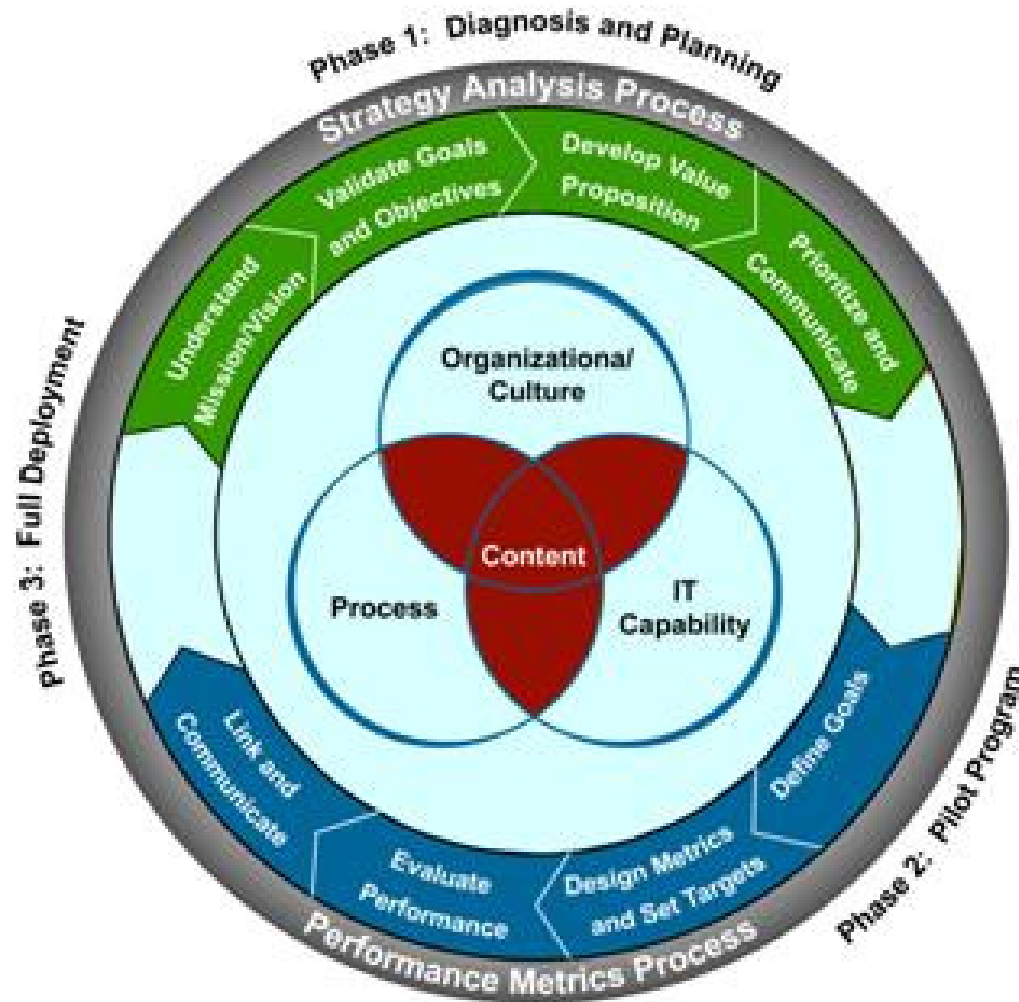 Phase 1: Diagnosis and Planning
Strategy Analysis Process
Understand
Mission/Vision
Validate Goals
and Objectives
Develop Value
Proposition
Prioritize and
Communicate
Organizationa/
Culture
Content
Process
IT
Capability
Phase 3: Full Deployment
Phase 2: Pilot Program
Define Goals
Design Metrics
and Set Targets
Evaluate
Performance
Link and
Communicate
Performance Metrics Process